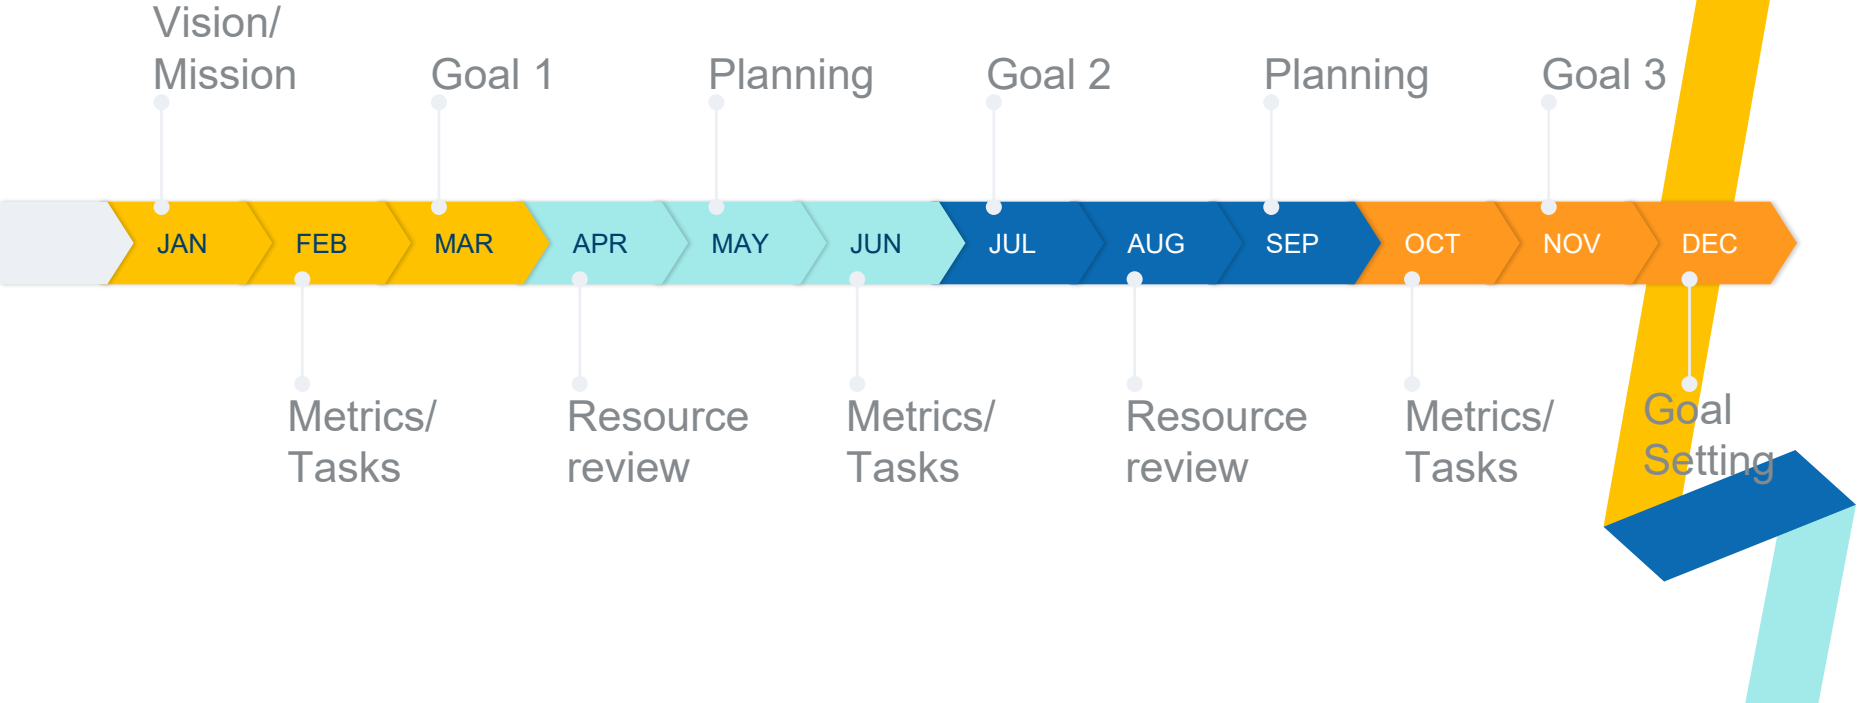 Vision/
Mission
Goal 1
Planning
Goal 2
Planning
Goal 3
JAN FEB MAR APR MAY JUN JUL AUG SEP OCT NOV DEC
Metrics/
Tasks
Resource
review
Metrics/
Tasks
Resource
review
Metrics/
Tasks
Goal
Setting